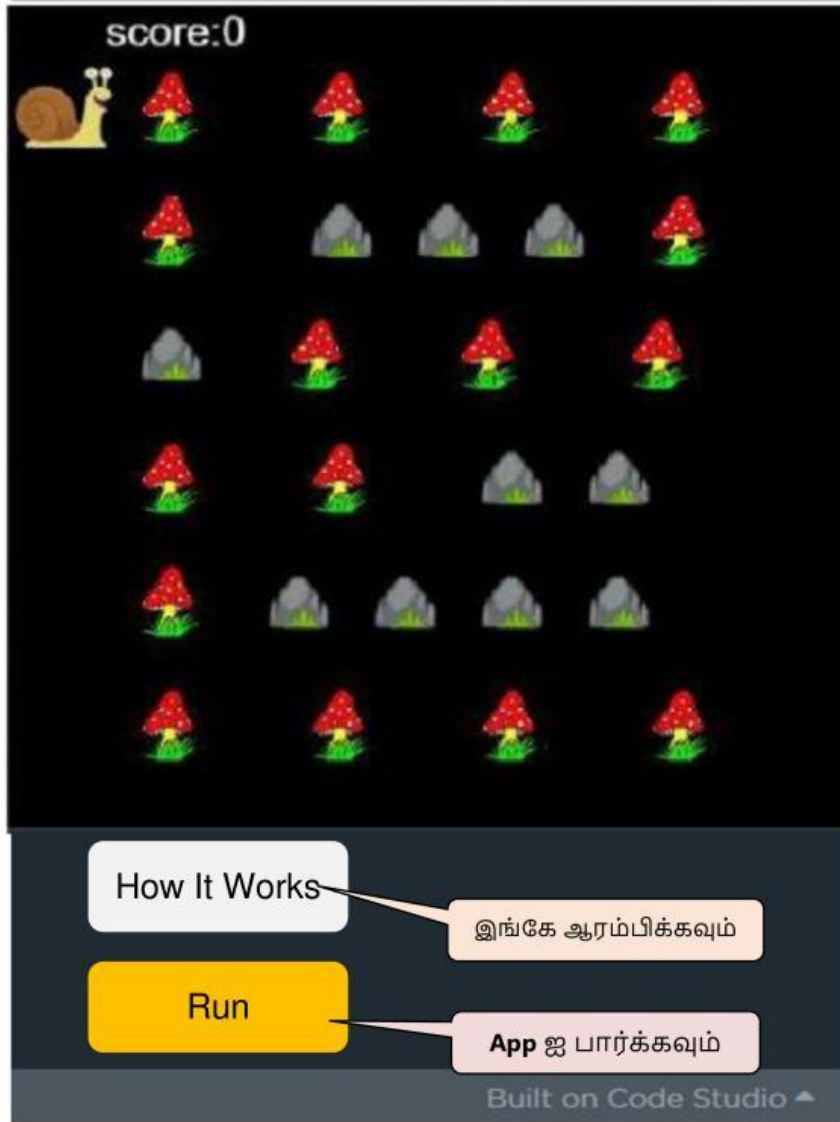 score:0
How It Works
இங்கே ஆரம்பிக்கவும்
Run
App ஐ பார்க்கவும்
Built on Code Studio